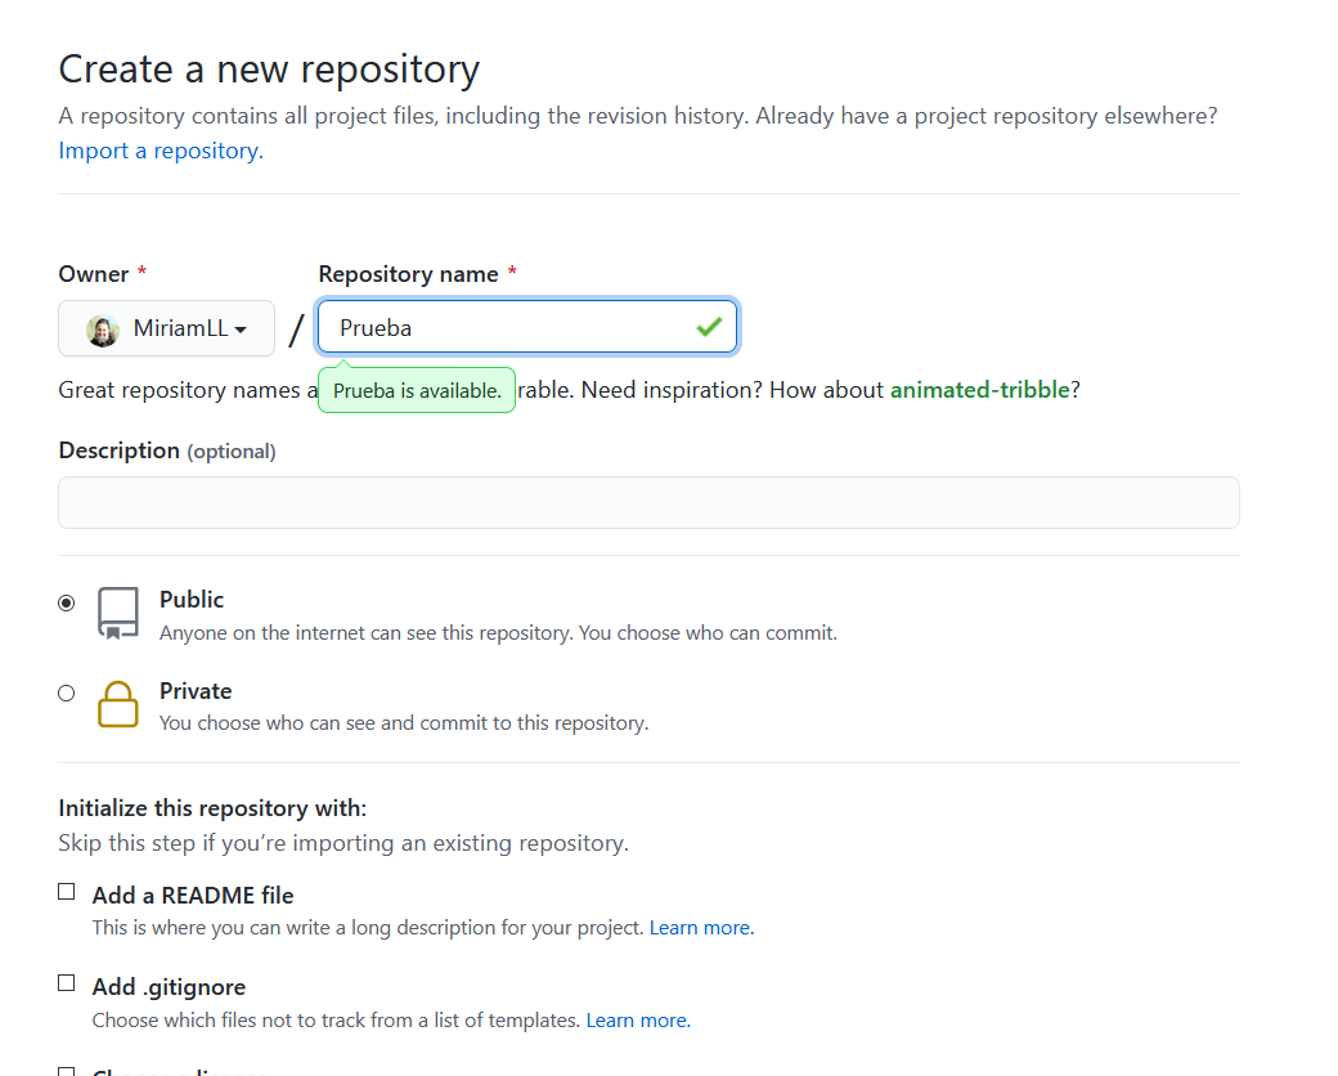 Create a new repository
A repository contains all project files, including the revision history. Already have a project repository elsewhere?
Import a repository.
Owner * Repository name *
MiriamLL / Prueba
Great repository names a Prueba is available. rable. Need inspiration? How about animated-tribble?
Description (optional)
Public
Anyone on the internet can see this repository. You choose who can commit.
Private
You choose who can see and commit to this repository.
Initialize this repository with:
Skip this step if you’re importing an existing repository.
Add a README file
This is where you can write a long description for your project. Learn more.
Add .gitignore
Choose which files not to track from a list of templates. Learn more.